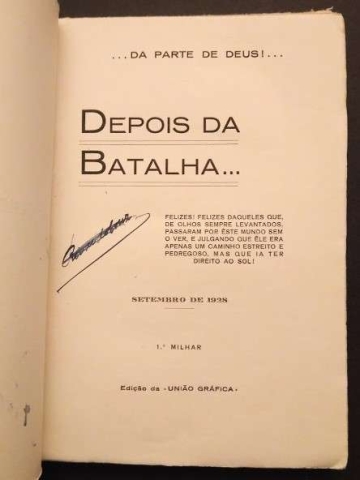 ...DA PARTE DE DEUS!...
DEPOIS DA
BATALHA...
FELIZES! FELIZES DAQUELES QUE,
DE OLHOS SEMPRE LEVANTADOS,
PASSARAM POR ÊSTE MUNDO SEM
O VER, E JULGANDO QUE ÊLE ERA
APENAS UM CAMINHO ESTREITO E
PEDREGOSO, MAS QUE IA TER
DIREITO AO SOL!
SETEMBRO DE 1928
1.º MILHAR
Edição da «UNIÃO GRÁFICA»